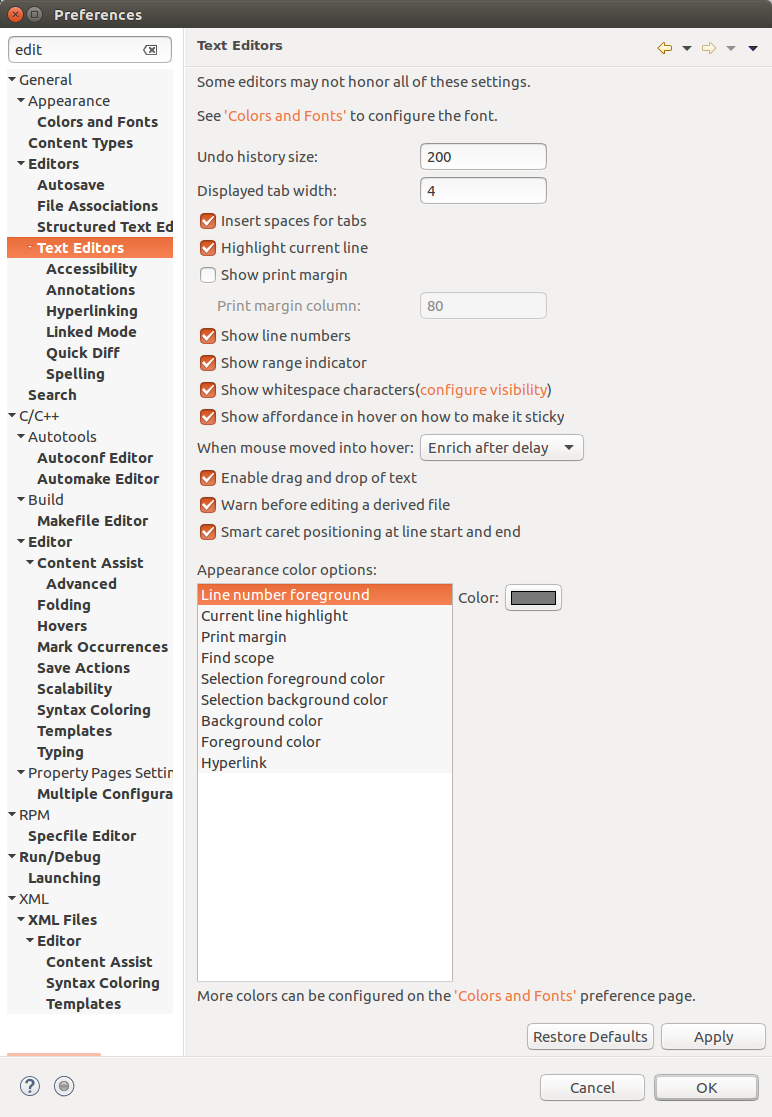 Preferences
edit
General
Appearance
Colors and Fonts
Content Types
Editors
Autosave
File Associations
Structured Text Ed
Text Editors
Accessibility
Annotations
Hyperlinking
Linked Mode
Quick Diff
Spelling
Search
C/C++
Autotools
Autoconf Editor
Automake Editor
Build
Makefile Editor
Editor
Content Assist
Advanced
Folding
Hovers
Mark Occurrences
Save Actions
Scalability
Syntax Coloring
Templates
Typing
Property Pages Settin
Multiple Configura
RPM
Specfile Editor
Run/Debug
Launching
XML
XML Files
Editor
Content Assist
Syntax Coloring
Templates
Text Editors
Some editors may not honor all of these settings.
See 'Colors and Fonts' to configure the font.
Undo history size: 200
Displayed tab width: 4
Insert spaces for tabs
Highlight current line
Show print margin
Print margin column: 80
Show line numbers
Show range indicator
Show whitespace characters(configure visibility)
Show affordance in hover on how to make it sticky
When mouse moved into hover: Enrich after delay
Enable drag and drop of text
Warn before editing a derived file
Smart caret positioning at line start and end
Appearance color options:
Line number foreground
Current line highlight
Print margin
Find scope
Selection foreground color
Selection background color
Background color
Foreground color
Hyperlink
Color:
More colors can be configured on the 'Colors and Fonts' preference page.
Restore Defaults Apply
? Cancel OK